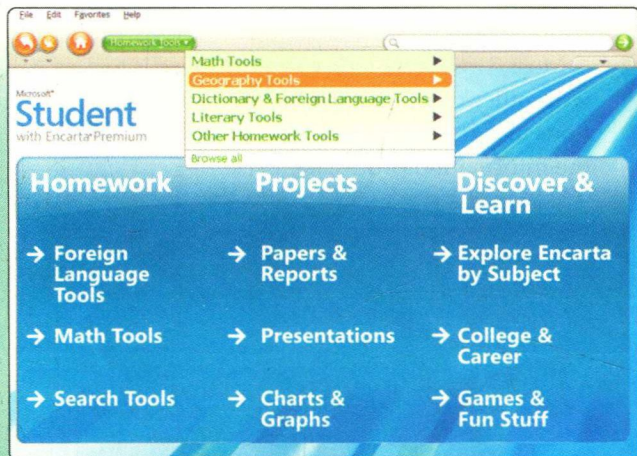 File Edit Favorites Help
Homework Tools
Math Tools
Geography Tools
Dictionary & Foreign Language Tools
Literary Tools
Other Homework Tools
Browse all
Microsoft®
Student
with Encarta® Premium
Homework
Projects
Discover &
Learn
→ Foreign
Language
Tools
→ Papers &
Reports
→ Explore Encarta
by Subject
→ Math Tools
→ Presentations
→ College &
Career
→ Search Tools
→ Charts &
Graphs
→ Games &
Fun Stuff